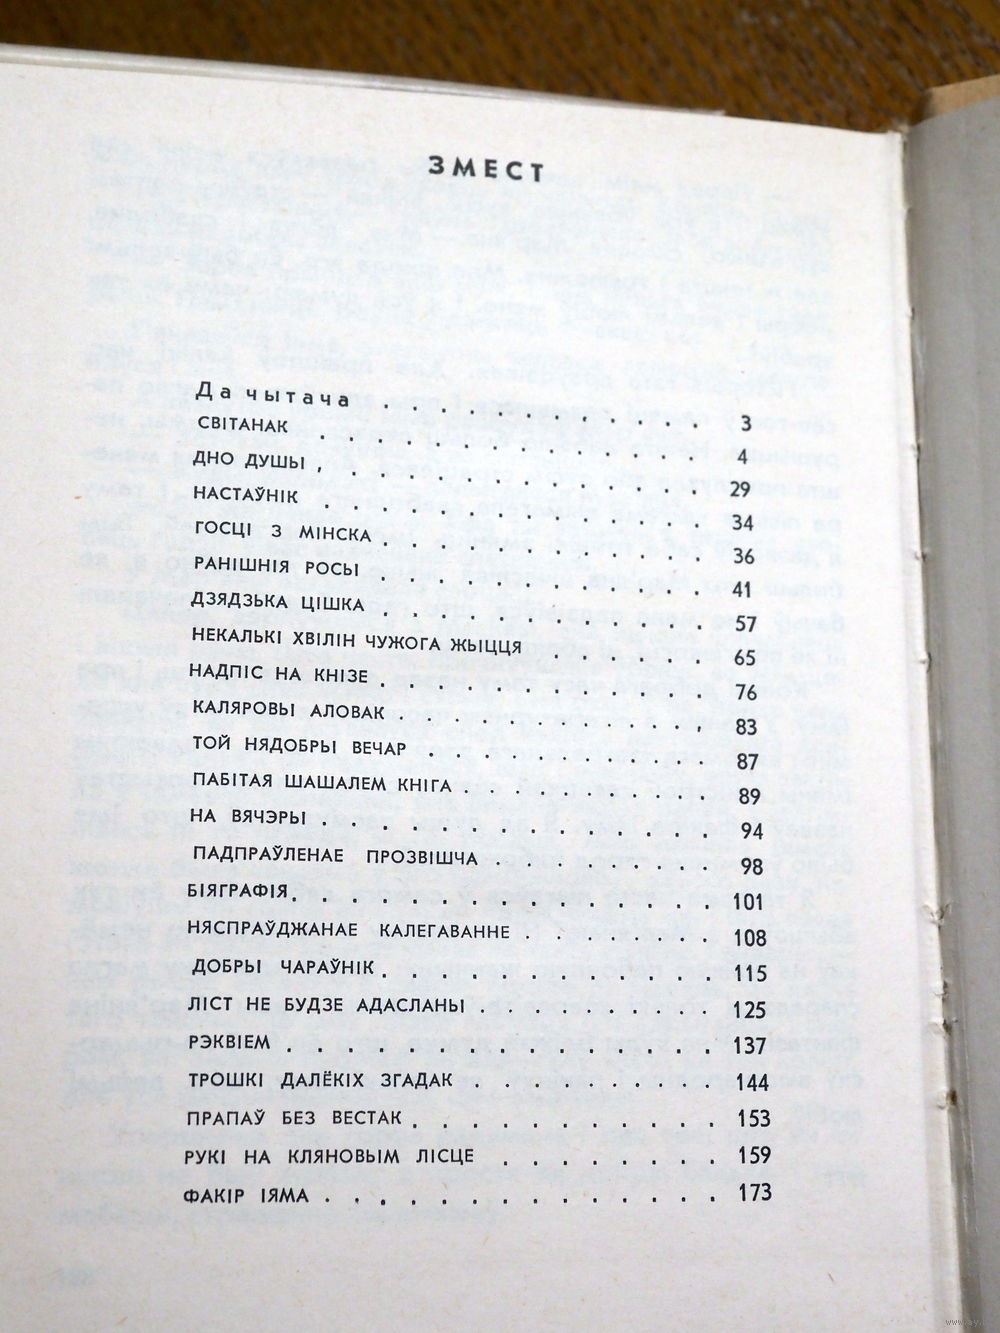 ЗМЕСТ
Да чытача . . . . . . . . . . 3
СВІТАНАК . . . . . . . . . . . 4
ДНО ДУШЫ . . . . . . . . . . . 29
НАСТАЎНІК . . . . . . . . . . . 34
ГОСЦІ З МІНСКА . . . . . . . . . 36
РАНІШНІЯ РОСЫ . . . . . . . . . 41
ДЗЯДЗЬКА ЦІШКА . . . . . . . . . 57
НЕКАЛЬКІ ХВІЛІН ЧУЖОГА ЖЫЦЦЯ . . . . . 65
НАДПІС НА КНІЗЕ . . . . . . . . . 76
КАЛЯРОВЫ АЛОВАК . . . . . . . . . 83
ТОЙ НЯДОБРЫ ВЕЧАР . . . . . . . . 87
ПАБІТАЯ ШАШАЛЕМ КНІГА . . . . . . . 89
НА ВЯЧЭРЫ . . . . . . . . . . . 94
ПАДПРАЎЛЕНАЕ ПРОЗВІШЧА . . . . . . 98
БІЯГРАФІЯ . . . . . . . . . . . 101
НЯСПРАЎДЖАНАЕ КАЛЕГАВАННЕ . . . . . 108
ДОБРЫ ЧАРАЎНІК . . . . . . . . . 115
ЛІСТ НЕ БУДЗЕ АДАСЛАНЫ . . . . . . . 125
РЭКВІЕМ . . . . . . . . . . . . 137
ТРОШКІ ДАЛЁКІХ ЗГАДАК . . . . . . . 144
ПРАПАЎ БЕЗ ВЕСТАК . . . . . . . . 153
РУКІ НА КЛЯНОВЫМ ЛІСЦЕ . . . . . . 159
ФАКІР ІЯМА . . . . . . . . . . . 173